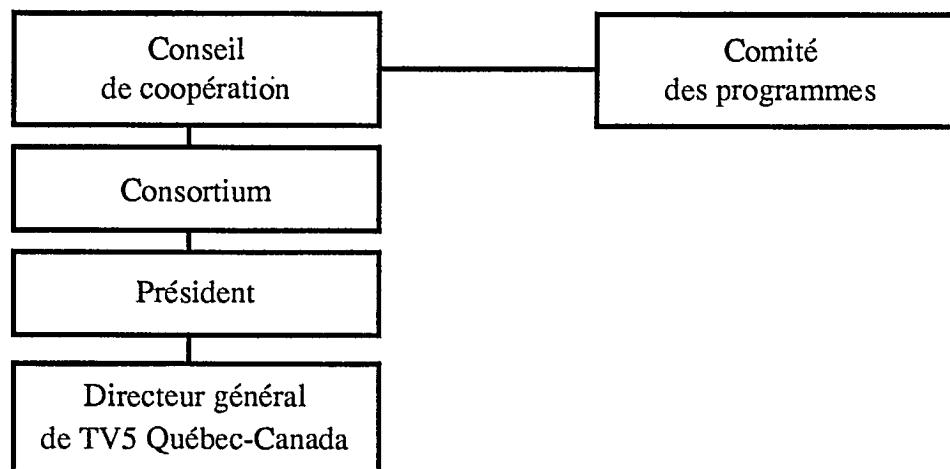 Conseil
de coopération
Comité
des programmes
Consortium
Président
Directeur général
de TV5 Québec-Canada